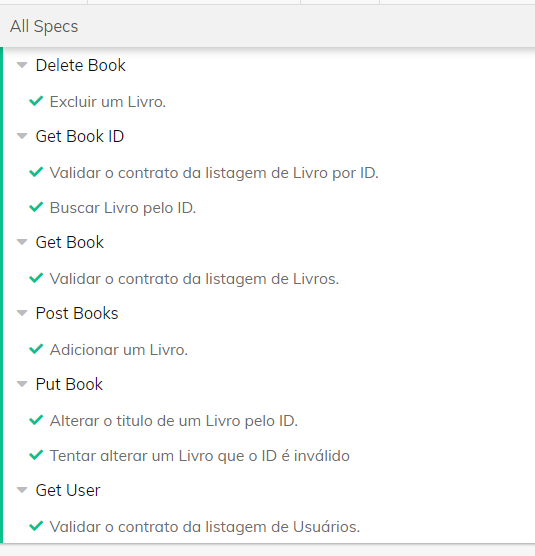 All Specs
Delete Book
Excluir um Livro.
Get Book ID
Validar o contrato da listagem de Livro por ID.
Buscar Livro pelo ID.
Get Book
Validar o contrato da listagem de Livros.
Post Books
Adicionar um Livro.
Put Book
Alterar o titulo de um Livro pelo ID.
Tentar alterar um Livro que o ID é inválido
Get User
Validar o contrato da listagem de Usuários.